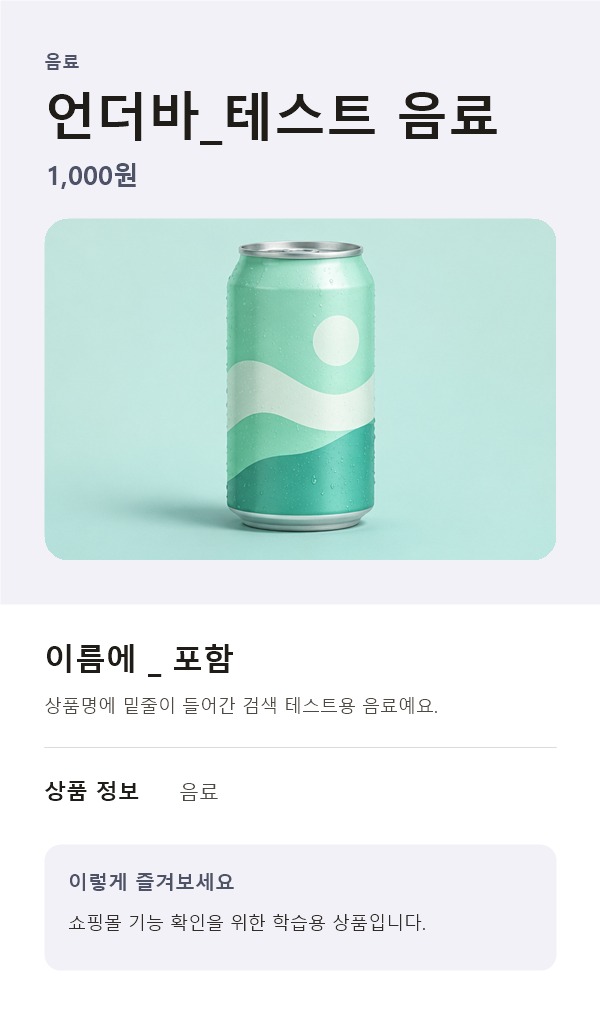 음료
언더바_테스트 음료
1,000원
이름에 _ 포함
상품명에 밑줄이 들어간 검색 테스트용 음료예요.
상품 정보 음료
이렇게 즐겨보세요
쇼핑몰 기능 확인을 위한 학습용 상품입니다.